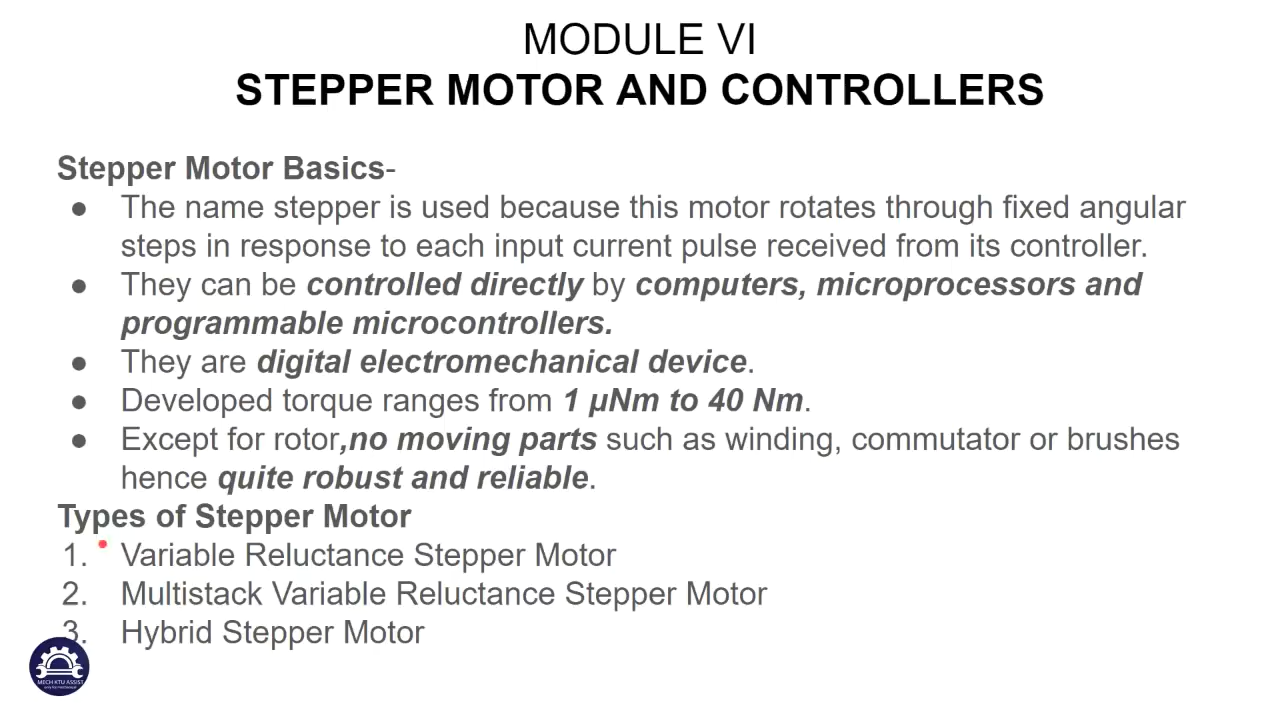 MODULE VI
STEPPER MOTOR AND CONTROLLERS
Stepper Motor Basics-
● The name stepper is used because this motor rotates through fixed angular
steps in response to each input current pulse received from its controller.
● They can be controlled directly by computers, microprocessors and
programmable microcontrollers.
● They are digital electromechanical device.
● Developed torque ranges from 1 µNm to 40 Nm.
● Except for rotor,no moving parts such as winding, commutator or brushes
hence quite robust and reliable.
Types of Stepper Motor
1. Variable Reluctance Stepper Motor
2. Multistack Variable Reluctance Stepper Motor
3. Hybrid Stepper Motor
MECH KTU ASSIST